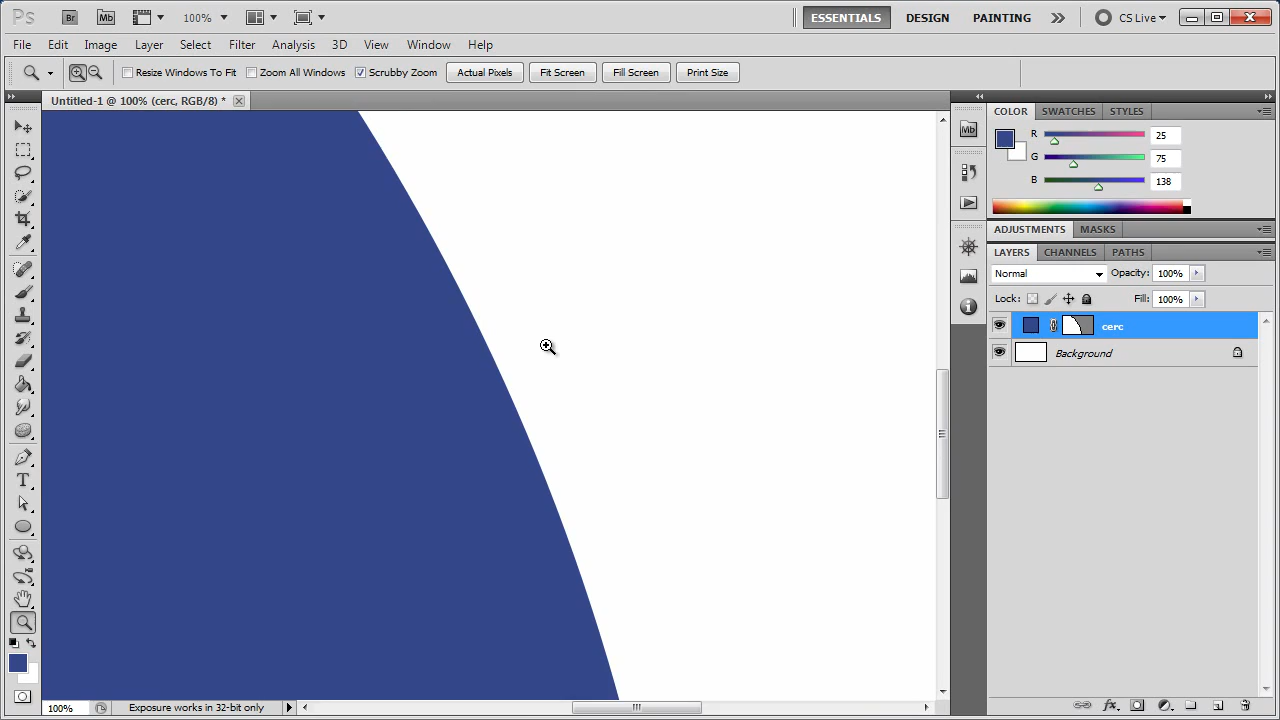 Ps Br Mb 100% ESSENTIALS DESIGN PAINTING CS Live
File Edit Image Layer Select Filter Analysis 3D View Window Help
Resize Windows To Fit Zoom All Windows Scrubby Zoom Actual Pixels Fit Screen Fill Screen Print Size
Untitled-1 @ 100% (cerc, RGB/8) *
COLOR SWATCHES STYLES
Mb
R 25
G 75
B 138
ADJUSTMENTS MASKS
LAYERS CHANNELS PATHS
Normal Opacity: 100%
Lock: Fill: 100%
cerc
Background
T
100% Exposure works in 32-bit only